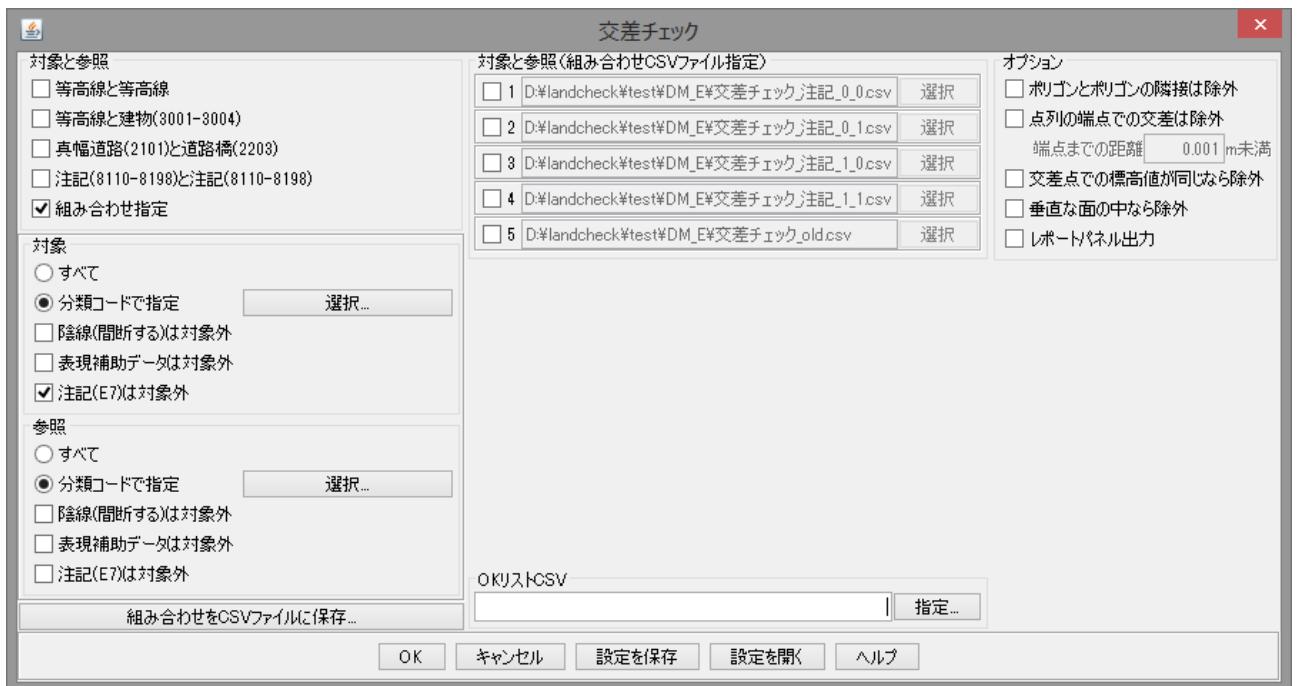 交差チェック
対象と参照
等高線と等高線
等高線と建物(3001-3004)
真幅道路(2101)と道路橋(2203)
注記(8110-8198)と注記(8110-8198)
組み合わせ指定
対象
すべて
分類コードで指定 選択...
陰線(間断する)は対象外
表現補助データは対象外
注記(E7)は対象外
参照
すべて
分類コードで指定 選択...
陰線(間断する)は対象外
表現補助データは対象外
注記(E7)は対象外
組み合わせをCSVファイルに保存...
対象と参照(組み合わせCSVファイル指定)
1 D:¥landcheck¥test¥DM_E¥交差チェック_注記_0_0.csv 選択
2 D:¥landcheck¥test¥DM_E¥交差チェック_注記_0_1.csv 選択
3 D:¥landcheck¥test¥DM_E¥交差チェック_注記_1_0.csv 選択
4 D:¥landcheck¥test¥DM_E¥交差チェック_注記_1_1.csv 選択
5 D:¥landcheck¥test¥DM_E¥交差チェック_old.csv 選択
OKリストCSV
指定...
オプション
ポリゴンとポリゴンの隣接は除外
点列の端点での交差は除外
端点までの距離 0.001 m未満
交差点での標高値が同じなら除外
垂直な面の中なら除外
レポートパネル出力
OK キャンセル 設定を保存 設定を開く ヘルプ